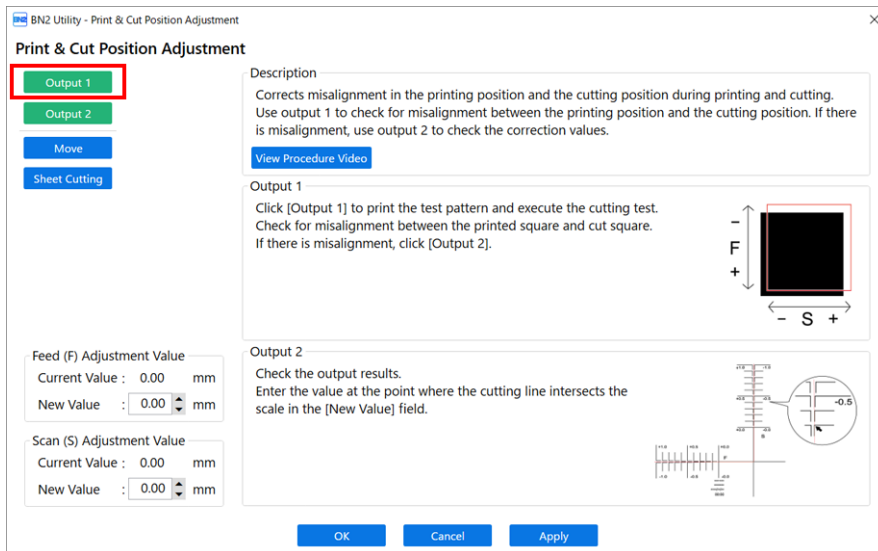 BN2 Utility - Print & Cut Position Adjustment
Print & Cut Position Adjustment
Output 1
Output 2
Move
Sheet Cutting
Description
Corrects misalignment in the printing position and the cutting position during printing and cutting.
Use output 1 to check for misalignment between the printing position and the cutting position. If there
is misalignment, use output 2 to check the correction values.
View Procedure Video
Output 1
Click [Output 1] to print the test pattern and execute the cutting test.
Check for misalignment between the printed square and cut square.
If there is misalignment, click [Output 2].
−
F
+
− S +
Feed (F) Adjustment Value
Current Value : 0.00 mm
New Value : 0.00 mm
Scan (S) Adjustment Value
Current Value : 0.00 mm
New Value : 0.00 mm
Output 2
Check the output results.
Enter the value at the point where the cutting line intersects the
scale in the [New Value] field.
-0.5
F
OK
Cancel
Apply